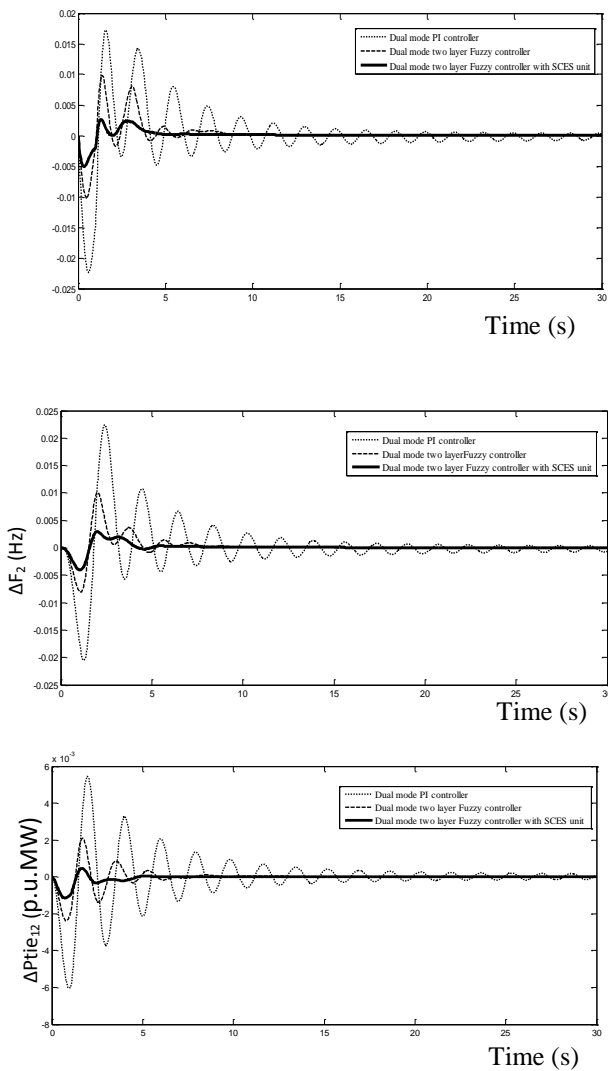 0.02
Dual mode PI controller
Dual mode two layer Fuzzy controller
Dual mode two layer Fuzzy controller with SCES unit
0.015
0.01
0.005
0
-0.005
-0.01
-0.015
-0.02
-0.025
0 5 10 15 20 25 30
Time (s)
0.025
Dual mode PI controller
Dual mode two layerFuzzy controller
Dual mode two layer Fuzzy controller with SCES unit
0.02
0.015
0.01
0.005
0
-0.005
-0.01
-0.015
-0.02
-0.025
ΔF2 (Hz)
0 5 10 15 20 25 30
Time (s)
x 10-3
6
Dual mode PI controller
Dual mode two layer Fuzzy controller
Dual mode two layer Fuzzy controller with SCES unit
4
2
0
-2
-4
-6
-8
ΔPtie12 (p.u.MW)
0 5 10 15 20 25 30
Time (s)